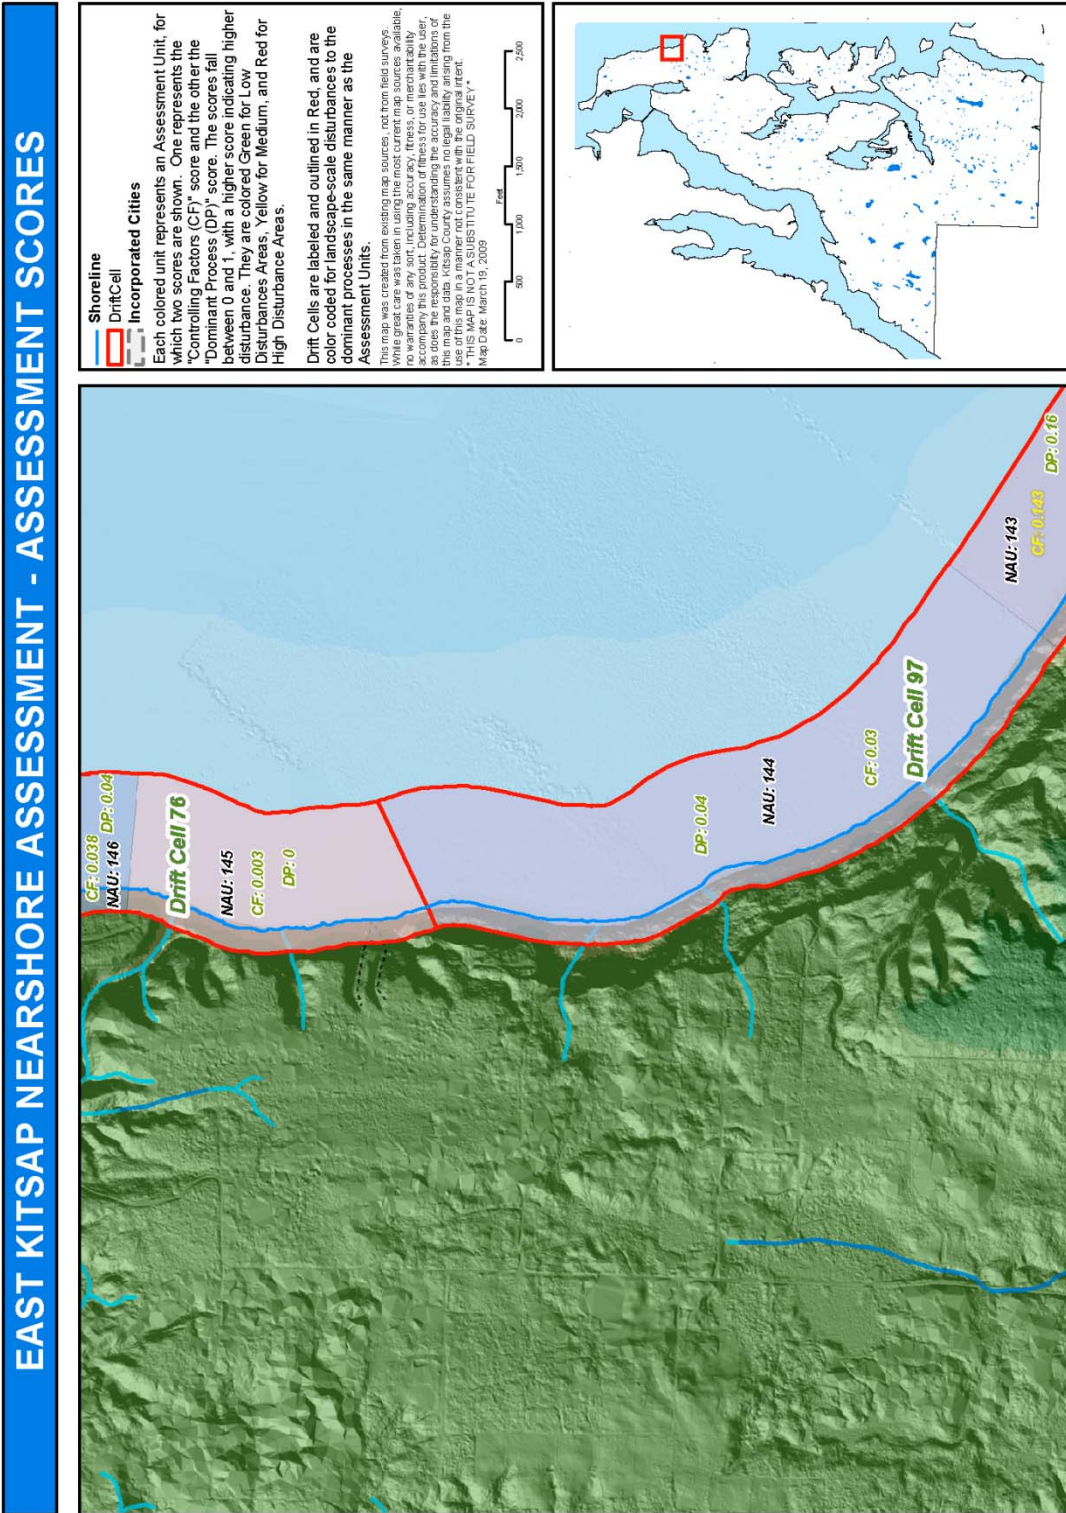 EAST KITSAP NEARSHORE ASSESSMENT - ASSESSMENT SCORES
Shoreline
DriftCell
Incorporated Cities
Each colored unit represents an Assessment Unit, for
which two scores are shown. One represents the
"Controlling Factors (CF)" score and the other the
"Dominant Process (DP)" score. The scores fall
between 0 and 1, with a higher score indicating higher
disturbance. They are colored Green for Low
Disturbances Areas, Yellow for Medium, and Red for
High Disturbance Areas.
Drift Cells are labeled and outlined in Red, and are
color coded for landscape-scale disturbances to the
dominant processes in the same manner as the
Assessment Units.
This map was created from existing map sources, not from field surveys.
While great care was taken in using the most current map sources available,
no warranties of any sort, including accuracy, fitness, or merchantability
accompany this product. Determination of fitness for use lies with the user,
as does the responsibility for understanding the accuracy and limitations of
this map and data. Kitsap County assumes no legal liability arising from the
use of this map in a manner not consistent with the original intent.
* THIS MAP IS NOT A SUBSTITUTE FOR FIELD SURVEY *
Map Date: March 19, 2009
Feet
0 500 1,000 1,500 2,000 2,500
CF: 0.038
NAU: 146
DP: 0.04
Drift Cell 76
NAU: 145
CF: 0.003
DP: 0
DP: 0.04
NAU: 144
CF: 0.03
Drift Cell 97
NAU: 143
CF: 0.143
DP: 0.16